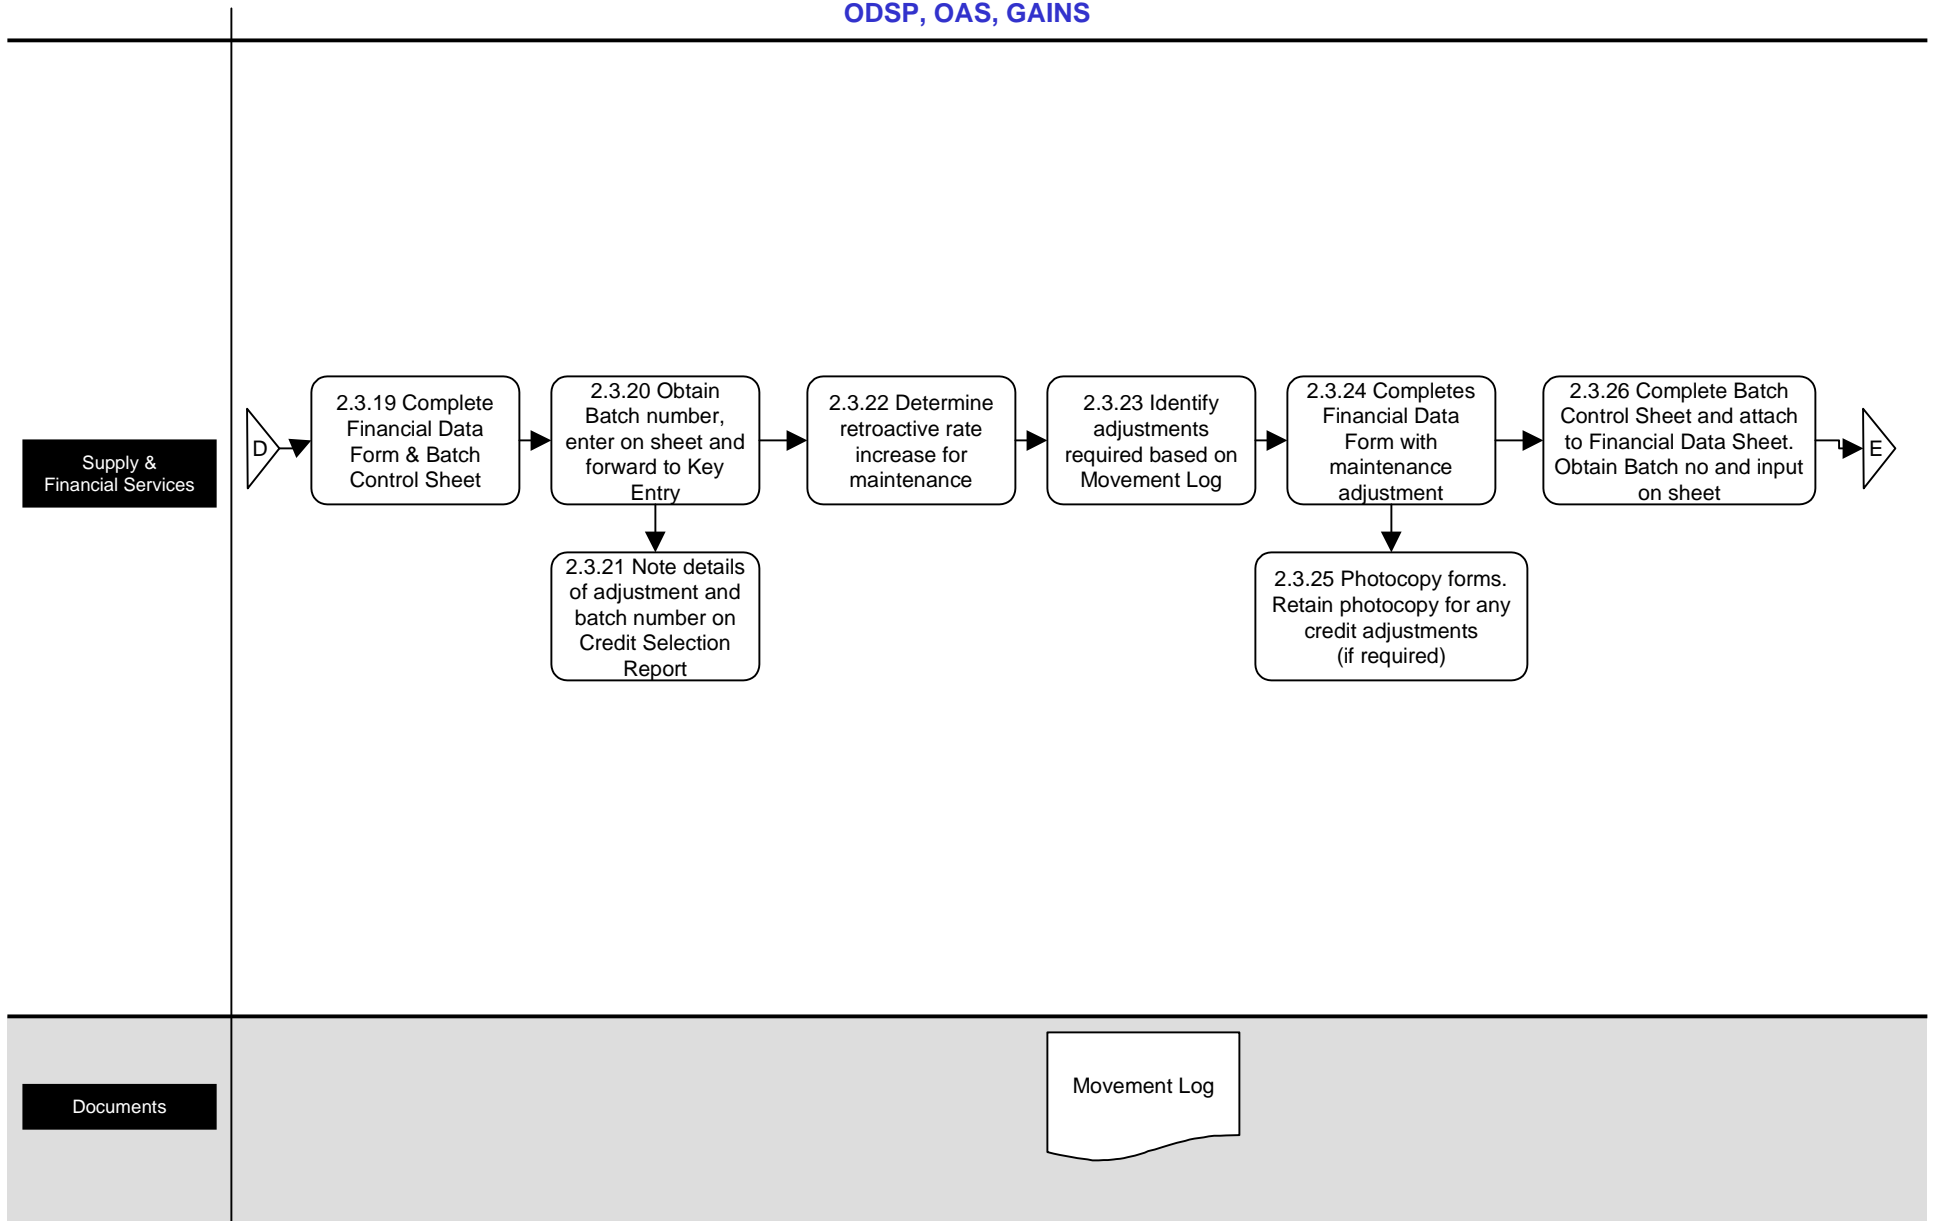 ODSP, OAS, GAINS
Supply &
Financial Services
D
2.3.19 Complete
Financial Data
Form & Batch
Control Sheet
2.3.20 Obtain
Batch number,
enter on sheet and
forward to Key
Entry
2.3.22 Determine
retroactive rate
increase for
maintenance
2.3.23 Identify
adjustments
required based on
Movement Log
2.3.24 Completes
Financial Data
Form with
maintenance
adjustment
2.3.26 Complete Batch
Control Sheet and attach
to Financial Data Sheet.
Obtain Batch no and input
on sheet
E
2.3.21 Note details
of adjustment and
batch number on
Credit Selection
Report
2.3.25 Photocopy forms.
Retain photocopy for any
credit adjustments
(if required)
Documents
Movement Log